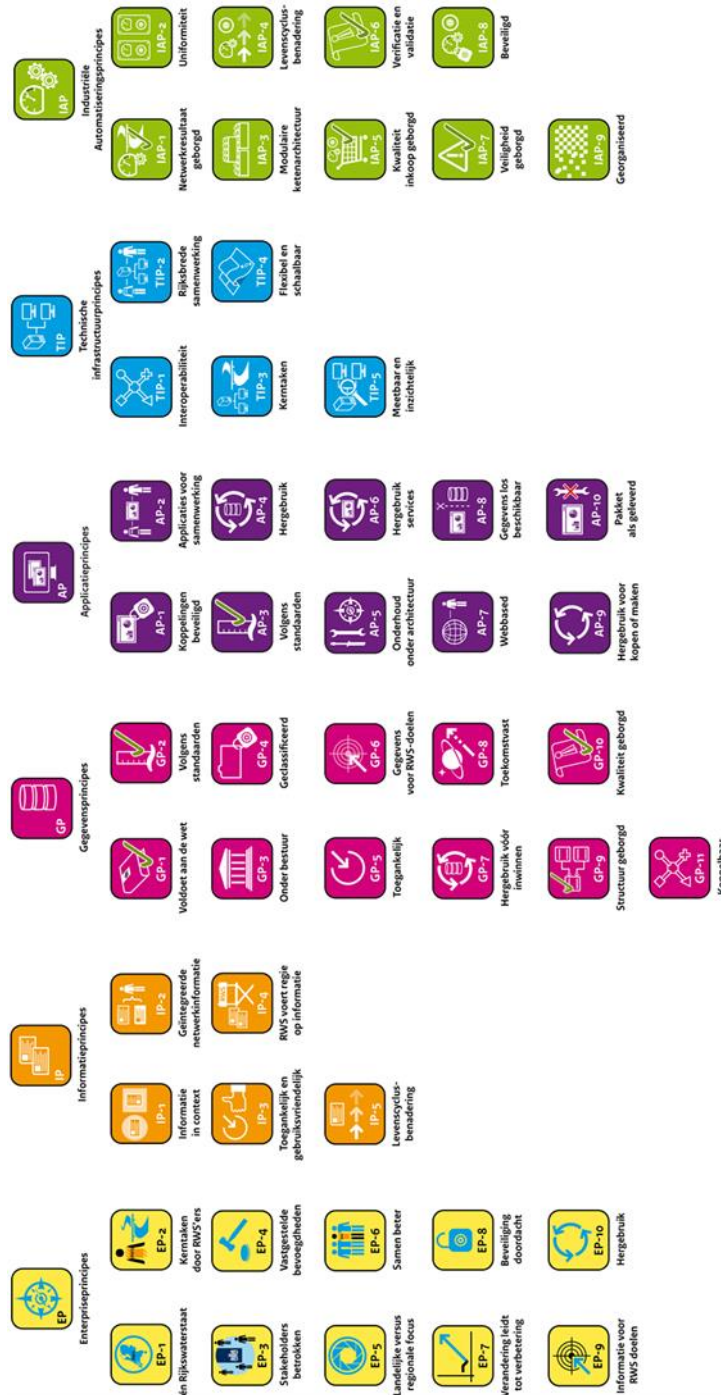 EP
Enterpriseprincipes
EP-1
één Rijkswaterstaat
EP-2
Kerntaken
door RWS'ers
EP-3
Stakeholders
betrokken
EP-4
Vastgestelde
bevoegdheden
EP-5
Landelijke versus
regionale focus
EP-6
Samen beter
EP-7
Verandering leidt
tot verbetering
EP-8
Beveiliging
doordacht
EP-9
Informatie voor
RWS doelen
EP-10
Hergebruik
IP
Informatieprincipes
IP-1
Informatie
in context
IP-2
Geïntegreerde
netwerkinformatie
IP-3
Toegankelijk en
gebruiksvriendelijk
IP-4
RWS voert regie
op informatie
IP-5
Levenscyclus-
benadering
GP
Gegevensprincipes
GP-1
Voldoet aan de wet
GP-2
Volgens
standaarden
GP-3
Onder bestuur
GP-4
Geclassificeerd
GP-5
Toegankelijk
GP-6
Gegevens
voor RWS-doelen
GP-7
Hergebruik vóór
inwinnen
GP-8
Toekomstvast
GP-9
Structuur geborgd
GP-10
Kwaliteit geborgd
GP-11
Koppelbaar
AP
Applicatieprincipes
AP-1
Koppelingen
beveiligd
AP-2
Applicaties voor
samenwerking
AP-3
Volgens
standaarden
AP-4
Hergebruik
AP-5
Onderhoud
onder architectuur
AP-6
Hergebruik
services
AP-7
Webbased
AP-8
Gegevens los
beschikbaar
AP-9
Hergebruik voor
kopen of maken
AP-10
Pakket
als geleverd
TIP
Technische
infrastructuurprincipes
TIP-1
Interoperabiliteit
TIP-2
Rijksbrede
samenwerking
TIP-3
Kerntaken
TIP-4
Flexibel en
schaalbaar
TIP-5
Meetbaar en
inzichtelijk
IAP
Industriële
Automatiseringsprincipes
IAP-1
Netwerkresultaat
geborgd
IAP-2
Uniformiteit
IAP-3
Modulaire
ketenarchitectuur
IAP-4
Levenscyclus-
benadering
IAP-5
Kwaliteit
inkoop geborgd
IAP-6
Verificatie en
validatie
IAP-7
Veiligheid
geborgd
IAP-8
Beveiligd
IAP-9
Georganiseerd